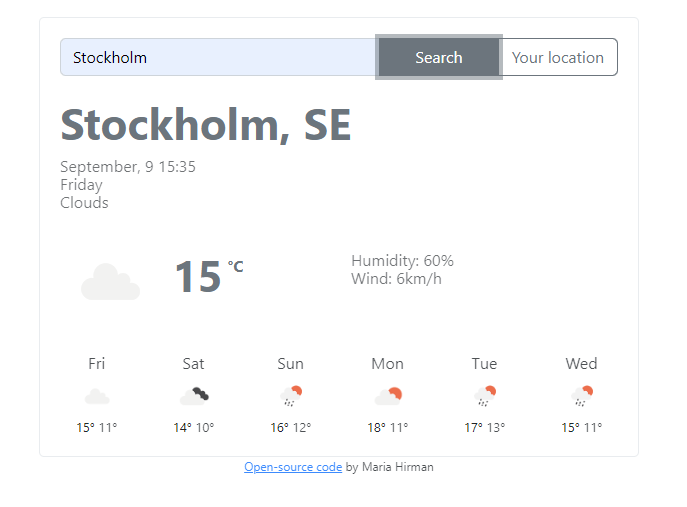 Stockholm Search Your location
Stockholm, SE
September, 9 15:35
Friday
Clouds
15 °C
Humidity: 60%
Wind: 6km/h
Fri Sat Sun Mon Tue Wed
15° 11° 14° 10° 16° 12° 18° 11° 17° 13° 15° 11°
Open-source code by Maria Hirman